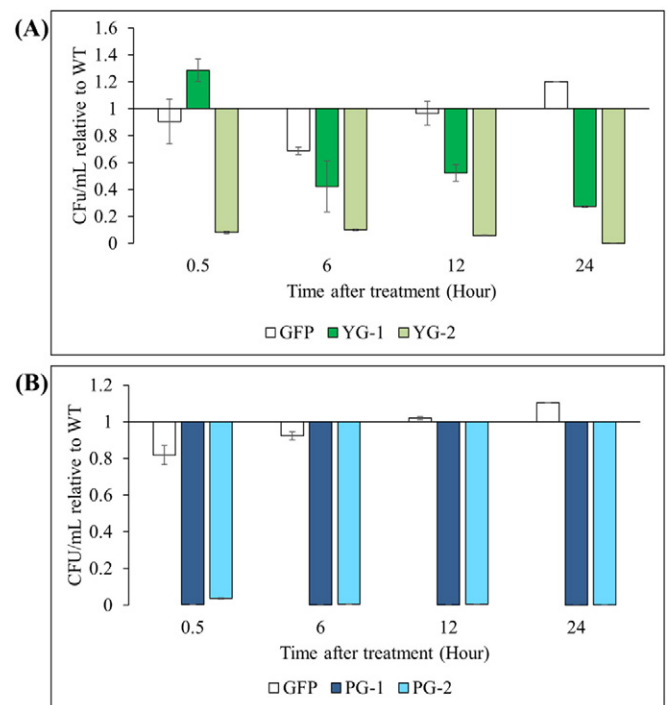 (A)
CFu/mL relative to WT
1.6
1.4
1.2
1
0.8
0.6
0.4
0.2
0
0.5 6 12 24
Time after treatment (Hour)
GFP YG-1 YG-2
(B)
CFU/mL relative to WT
1.2
1
0.8
0.6
0.4
0.2
0
0.5 6 12 24
Time after treatment (Hour)
GFP PG-1 PG-2